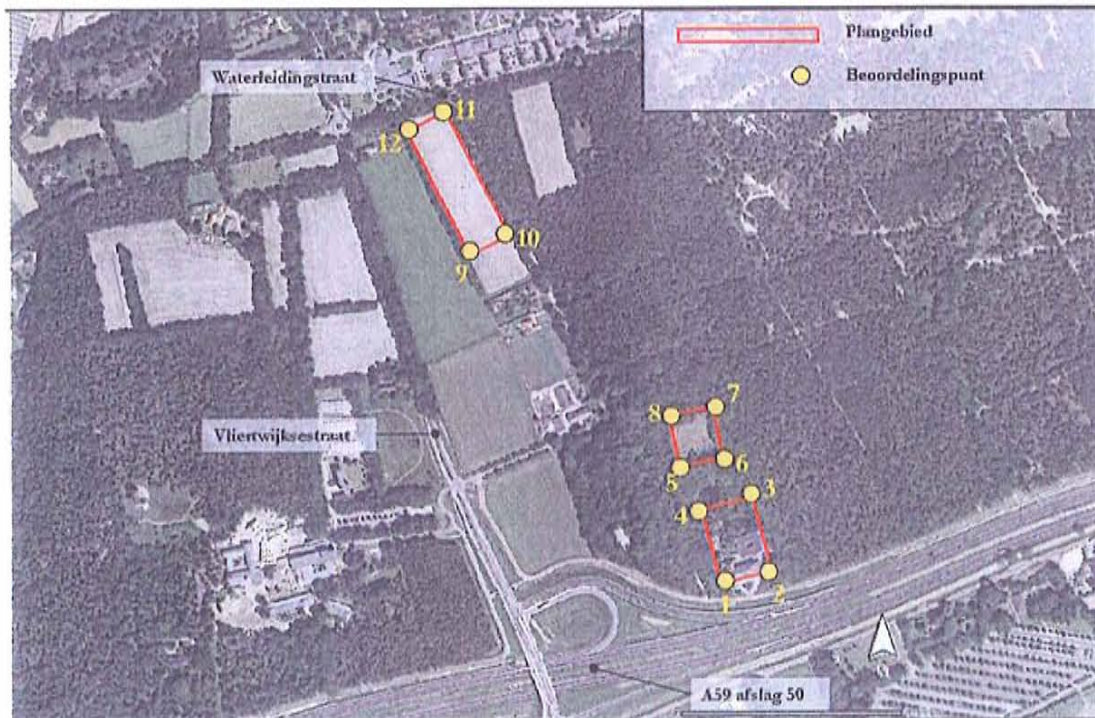 Plangebied
Beoordelingspunt
Waterleidingstraat
11
12
10
9
7
8
Vliertwijksestraat
6
5
3
4
2
1
A59 afslag 50